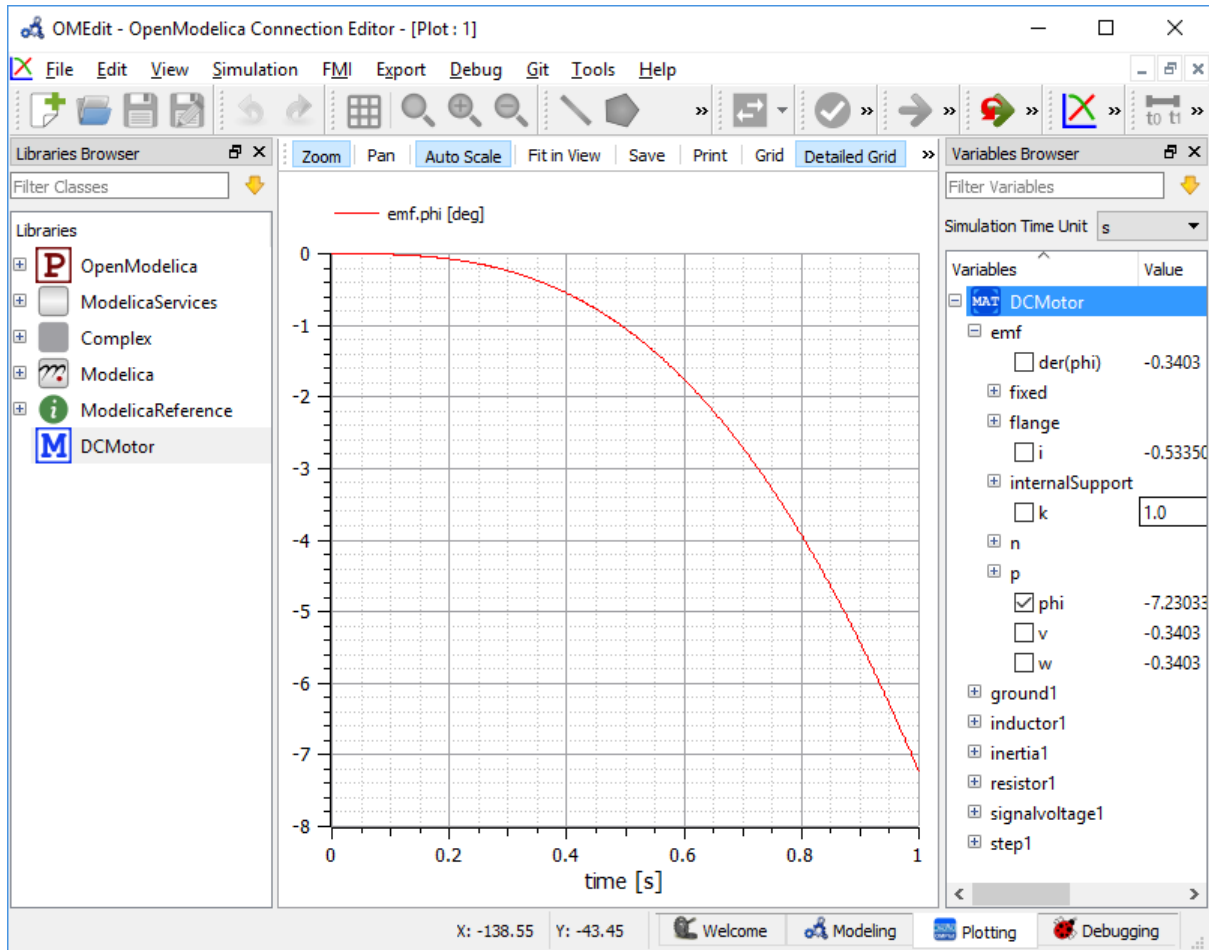 OMEdit - OpenModelica Connection Editor - [Plot : 1]
File Edit View Simulation FMI Export Debug Git Tools Help
» » » » » to t1 »
Libraries Browser
Filter Classes
Libraries
P OpenModelica
ModelicaServices
Complex
m Modelica
i ModelicaReference
M DCMotor
Zoom Pan Auto Scale Fit in View Save Print Grid Detailed Grid »
emf.phi [deg]
0
-1
-2
-3
-4
-5
-6
-7
-8
0 0.2 0.4 0.6 0.8 1
time [s]
Variables Browser
Filter Variables
Simulation Time Unit s
Variables Value
MAT DCMotor
emf
der(phi) -0.3403
fixed
flange
i -0.53350
internalSupport
k 1.0
n
p
phi -7.23033
v -0.3403
w -0.3403
ground1
inductor1
inertia1
resistor1
signalvoltage1
step1
X: -138.55 Y: -43.45 Welcome Modeling Plotting Debugging